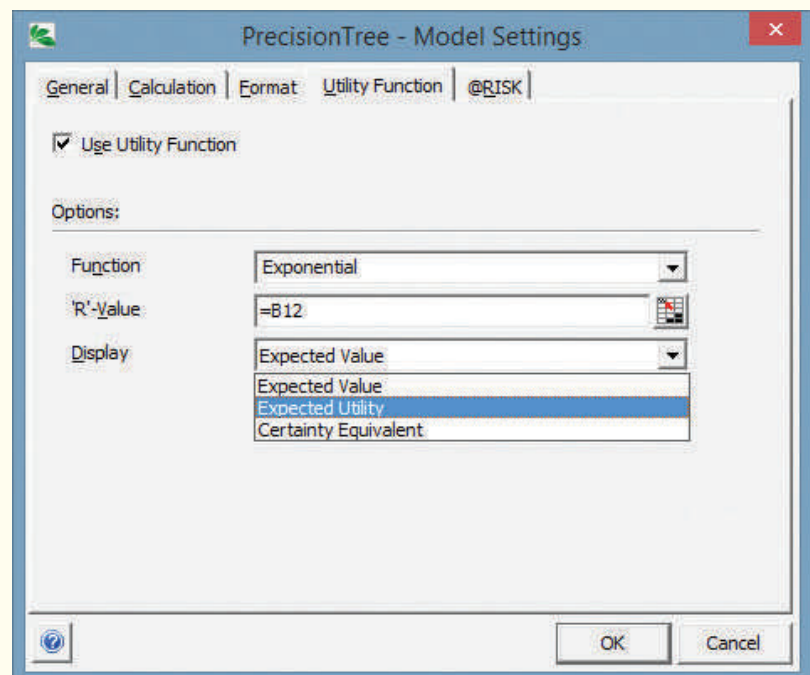 PrecisionTree - Model Settings
General Calculation Format Utility Function @RISK
Use Utility Function
Options:
Function Exponential
'R'-Value =B12
Display Expected Value
Expected Value
Expected Utility
Certainty Equivalent
OK Cancel